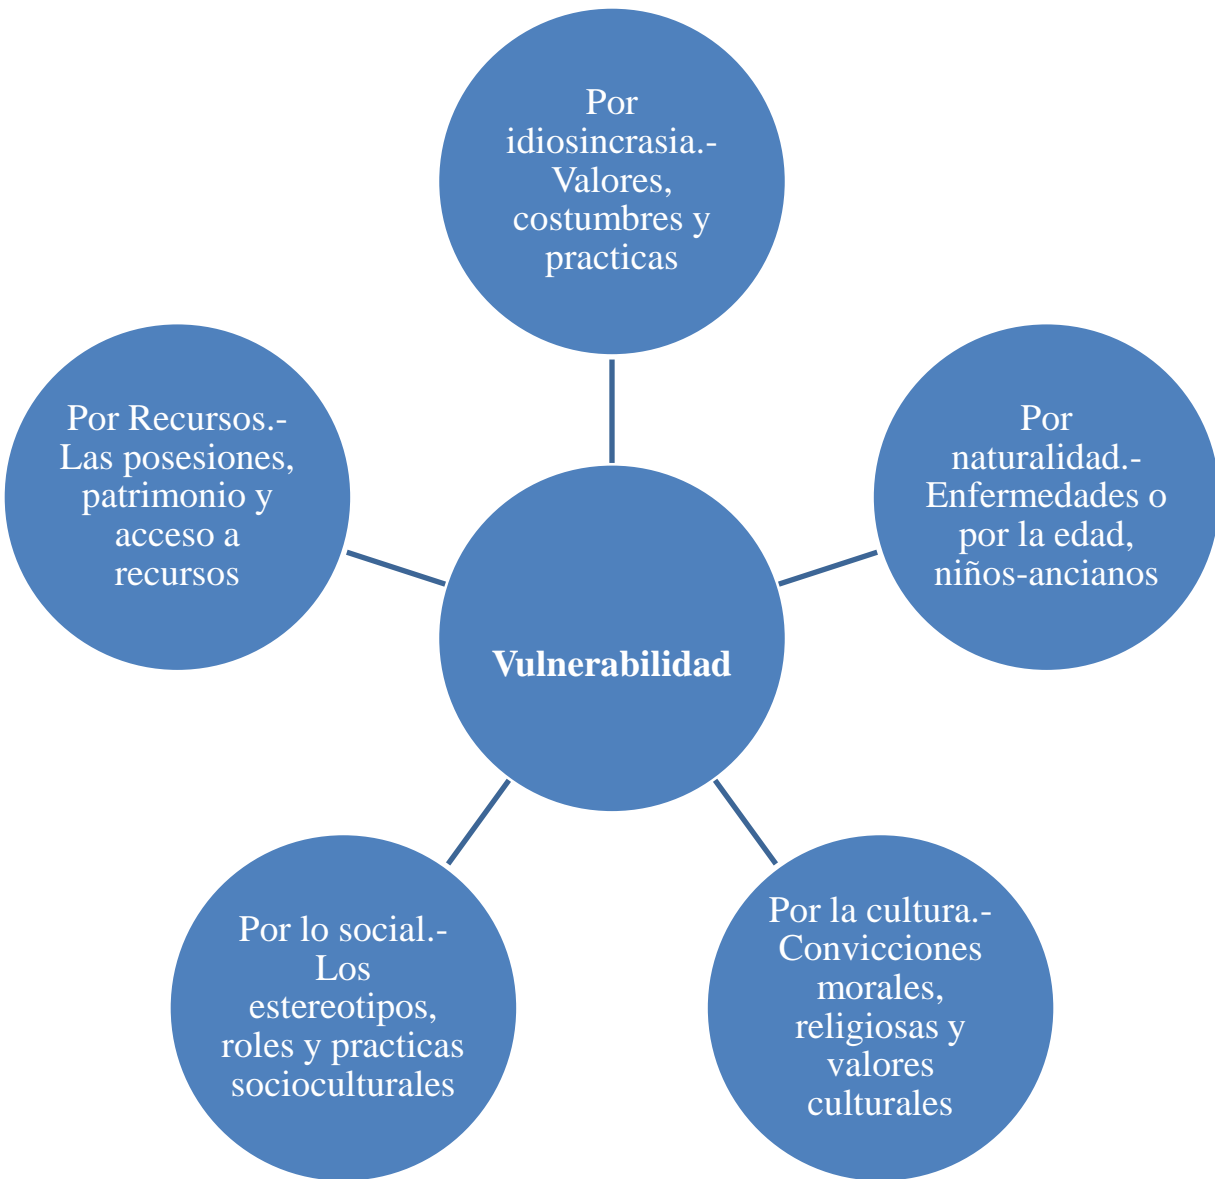 Por
idiosincrasia.-
Valores,
costumbres y
practicas
Por Recursos.-
Las posesiones,
patrimonio y
acceso a
recursos
Por
naturalidad.-
Enfermedades o
por la edad,
niños-ancianos
Vulnerabilidad
Por lo social.-
Los
estereotipos,
roles y practicas
socioculturales
Por la cultura.-
Convicciones
morales,
religiosas y
valores
culturales